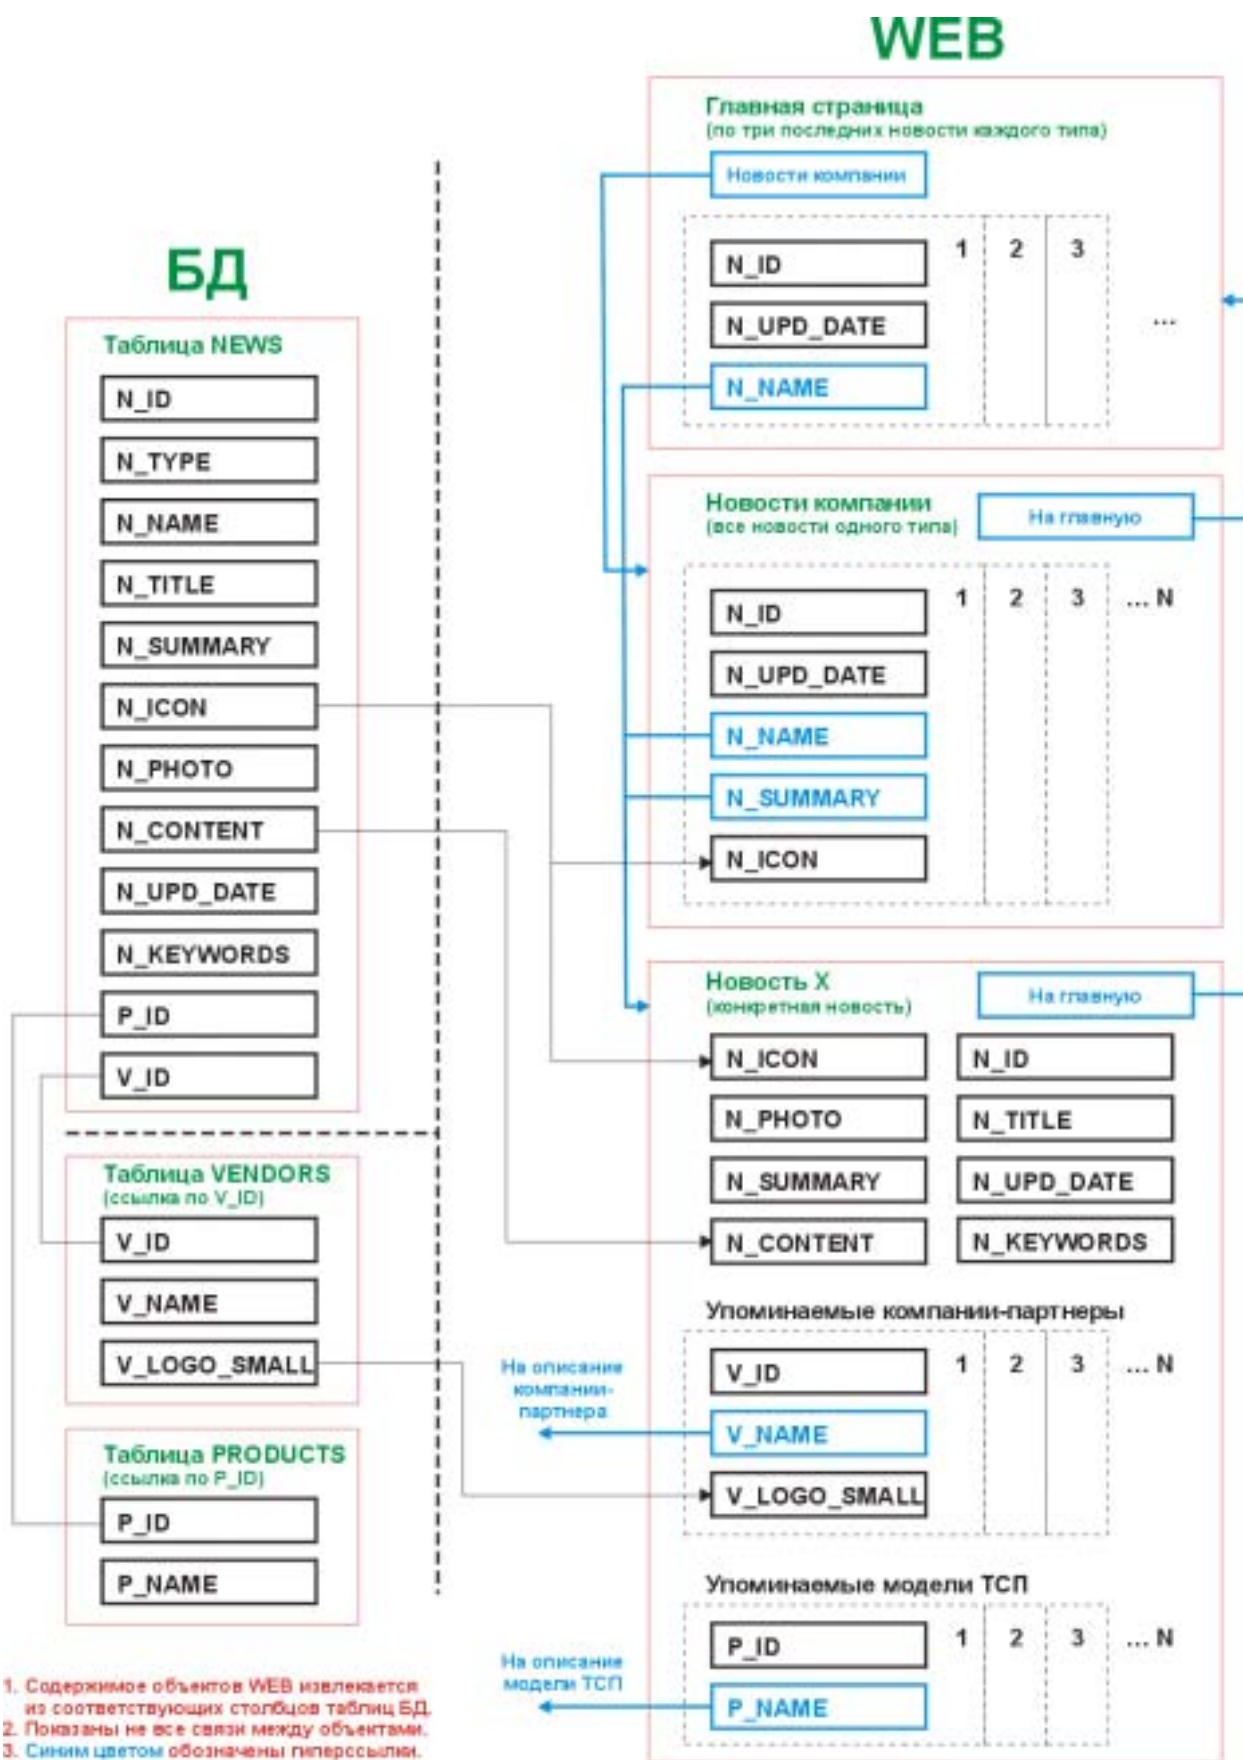 БД
Таблица NEWS
N_ID
N_TYPE
N_NAME
N_TITLE
N_SUMMARY
N_ICON
N_PHOTO
N_CONTENT
N_UPD_DATE
N_KEYWORDS
P_ID
V_ID
Таблица VENDORS
(ссылка по V_ID)
V_ID
V_NAME
V_LOGO_SMALL
Таблица PRODUCTS
(ссылка по P_ID)
P_ID
P_NAME
1. Содержимое объектов WEB извлекается
из соответствующих столбцов таблиц БД.
2. Показаны не все связи между объектами.
3. Синим цветом обозначены гиперссылки.
WEB
Главная страница
(по три последних новости каждого типа)
Новости компании
N_ID
N_UPD_DATE
N_NAME
1 2 3
...
Новости компании
(все новости одного типа)
На главную
N_ID
N_UPD_DATE
N_NAME
N_SUMMARY
N_ICON
1 2 3 ... N
Новость X
(конкретная новость)
На главную
N_ICON N_ID
N_PHOTO N_TITLE
N_SUMMARY N_UPD_DATE
N_CONTENT N_KEYWORDS
Упоминаемые компании-партнеры
V_ID
V_NAME
V_LOGO_SMALL
1 2 3 ... N
На описание
компании-
партнера
Упоминаемые модели ТСП
P_ID
P_NAME
1 2 3 ... N
На описание
модели ТСП